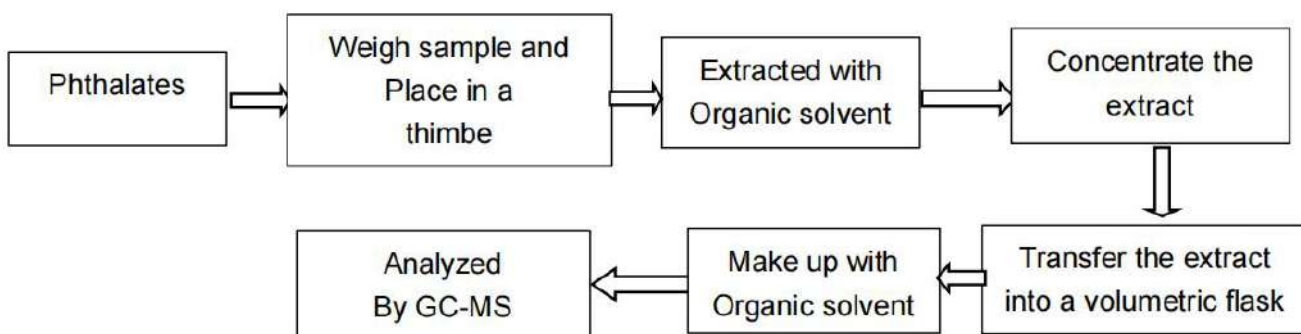 Phthalates
Weigh sample and
Place in a
thimbe
Extracted with
Organic solvent
Concentrate the
extract
Transfer the extract
into a volumetric flask
Make up with
Organic solvent
Analyzed
By GC-MS